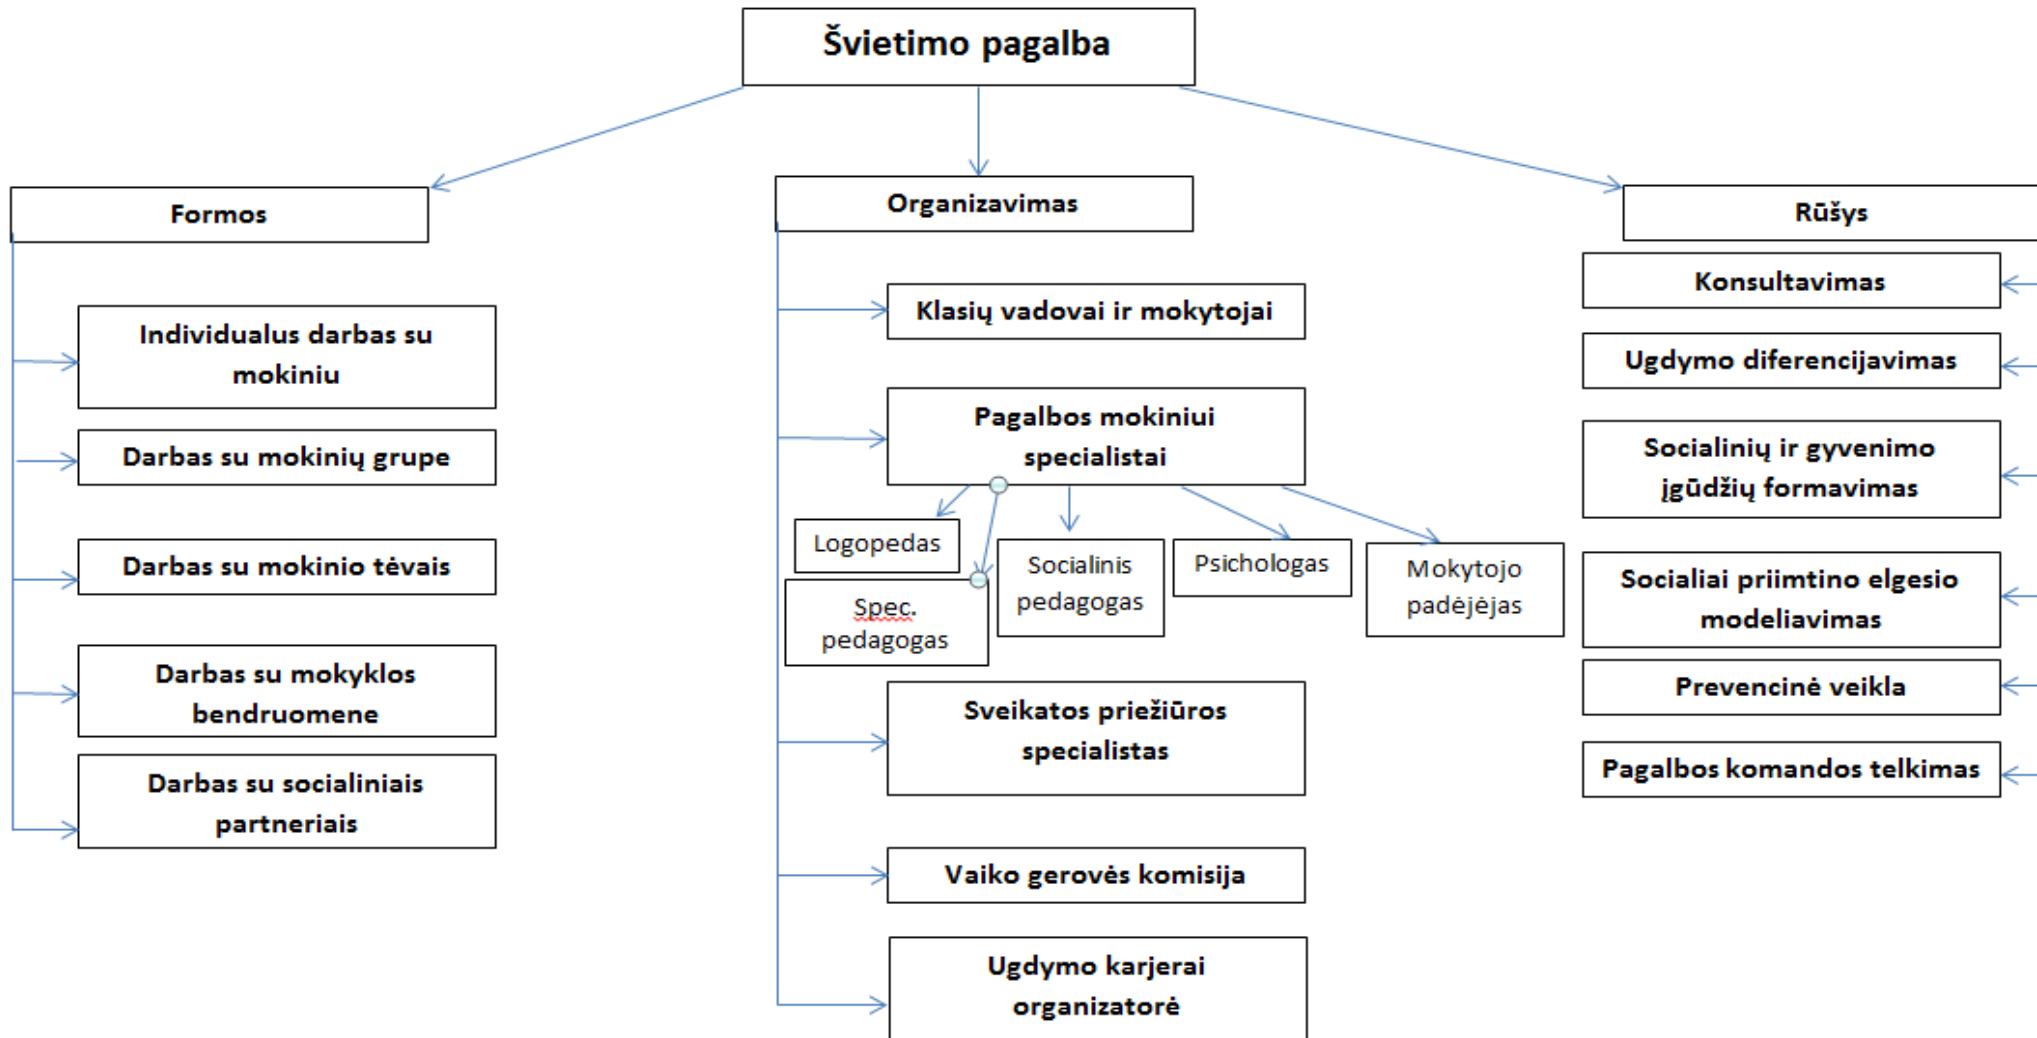 Švietimo pagalba
Formos
Individualus darbas su
mokiniu
Darbas su mokinių grupe
Darbas su mokinio tėvais
Darbas su mokyklos
bendruomene
Darbas su socialiniais
partneriais
Organizavimas
Klasių vadovai ir mokytojai
Pagalbos mokiniui
specialistai
Logopedas
Spec.
pedagogas
Socialinis
pedagogas
Psichologas
Mokytojo
padėjėjas
Sveikatos priežiūros
specialistas
Vaiko gerovės komisija
Ugdymo karjerai
organizatorė
Rūšys
Konsultavimas
Ugdymo diferencijavimas
Socialinių ir gyvenimo
įgūdžių formavimas
Socialiai priimtino elgesio
modeliavimas
Prevencinė veikla
Pagalbos komandos telkimas